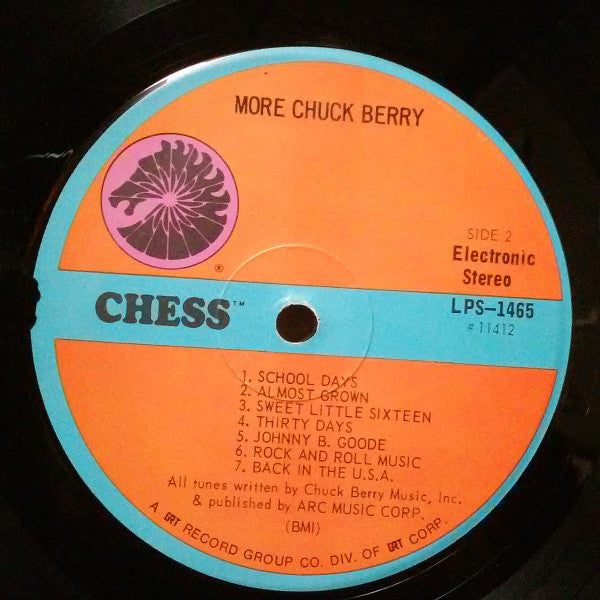 MORE CHUCK BERRY
®
SIDE 2
Electronic
Stereo
CHESS™
LPS-1465
#11412
1. SCHOOL DAYS
2. ALMOST GROWN
3. SWEET LITTLE SIXTEEN
4. THIRTY DAYS
5. JOHNNY B. GOODE
6. ROCK AND ROLL MUSIC
7. BACK IN THE U.S.A.
All tunes written by Chuck Berry Music, Inc.
& published by ARC MUSIC CORP.
(BMI)
A GRT RECORD GROUP CO. DIV. OF GRT CORP.